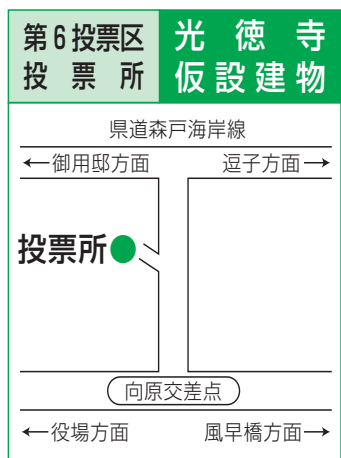 第6投票区
投票所
光徳寺
仮設建物
県道森戸海岸線
←御用邸方面 逗子方面→
投票所
向原交差点
←役場方面 風早橋方面→